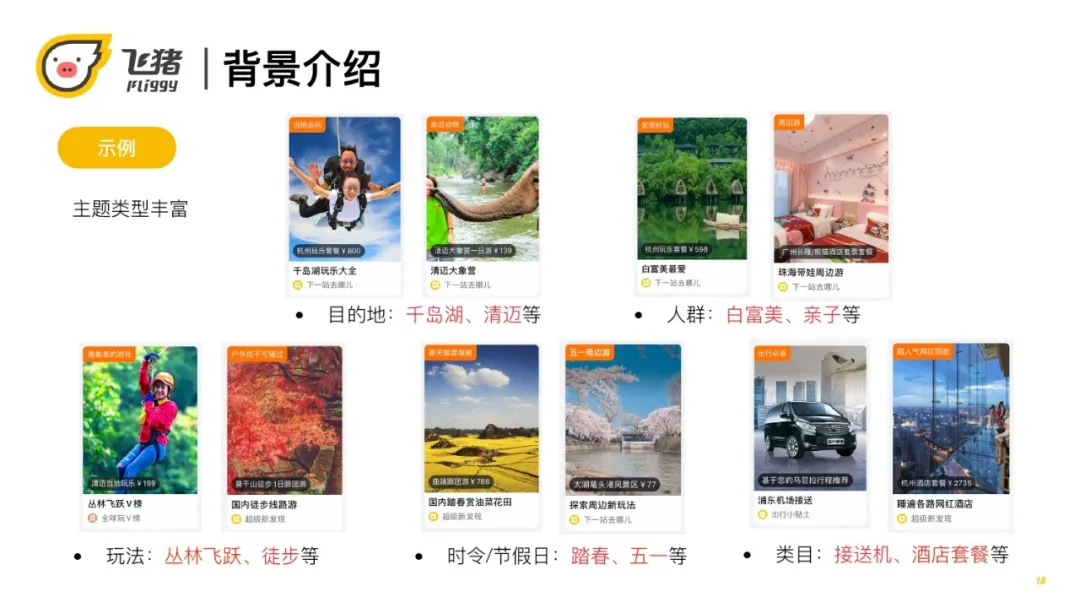 飞猪
Fliggy
背景介绍
示例
主题类型丰富
当地必玩
杭州玩乐套餐 ¥ 800
千岛湖玩乐大全
下一站去哪儿
亲近动物
清迈大象营一日游 ¥ 139
清迈大象营
下一站去哪儿
• 目的地：千岛湖、清迈等
发现好玩
杭州玩乐套餐 ¥ 598
白富美最爱
下一站去哪儿
周边游
广州长隆/熊猫酒店套票套餐
珠海带娃周边游
下一站去哪儿
• 人群：白富美、亲子等
勇敢者的游戏
清迈当地玩乐 ¥ 199
丛林飞跃 V 榜
全球玩 V 榜
户外控不可错过
徒步1日跟团游
国内徒步线路游
超级新发现
• 玩法：丛林飞跃、徒步等
春天踏青指南
曲靖跟团游 ¥ 788
国内踏春赏油菜花田
超级新发现
五一周边游
太湖鼋头渚风景区 ¥ 77
探索周边新玩法
下一站去哪儿
• 时令/节假日：踏春、五一等
出行必备
基于您的马尼拉行程推荐
浦东机场接送
出行小贴士
超人气网红同款
杭州酒店套餐 ¥ 2735
睡遍各路网红酒店
超级新发现
• 类目：接送机、酒店套餐等
18